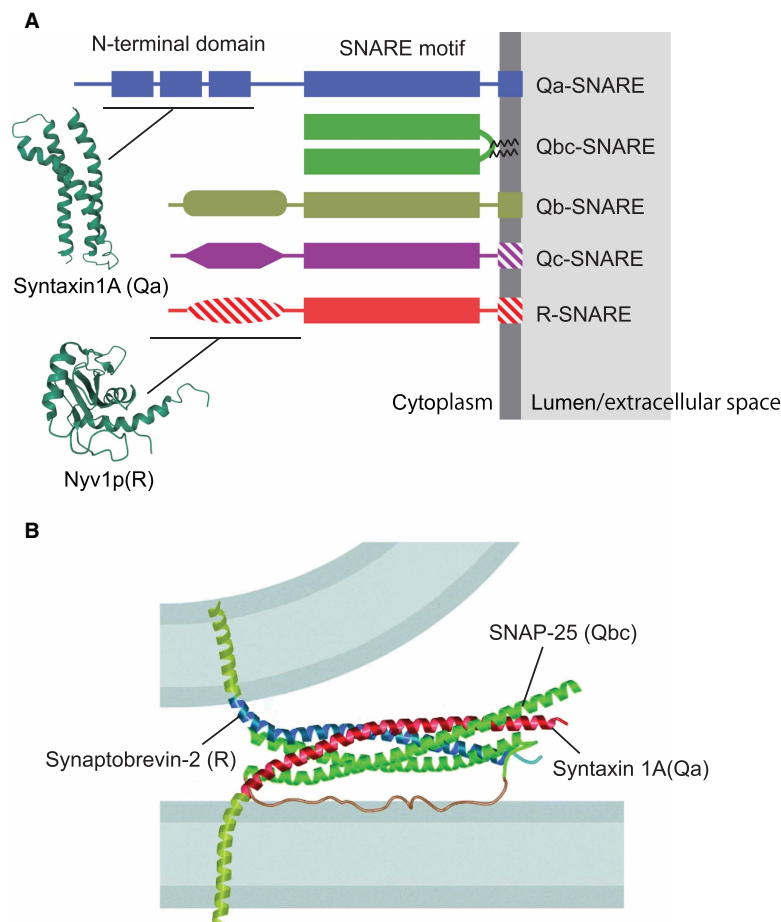 A
N-terminal domain
SNARE motif
Qa-SNARE
Qbc-SNARE
Qb-SNARE
Qc-SNARE
Syntaxin1A (Qa)
R-SNARE
Cytoplasm
Lumen/extracellular space
Nyv1p(R)
B
SNAP-25 (Qbc)
Synaptobrevin-2 (R)
Syntaxin 1A(Qa)